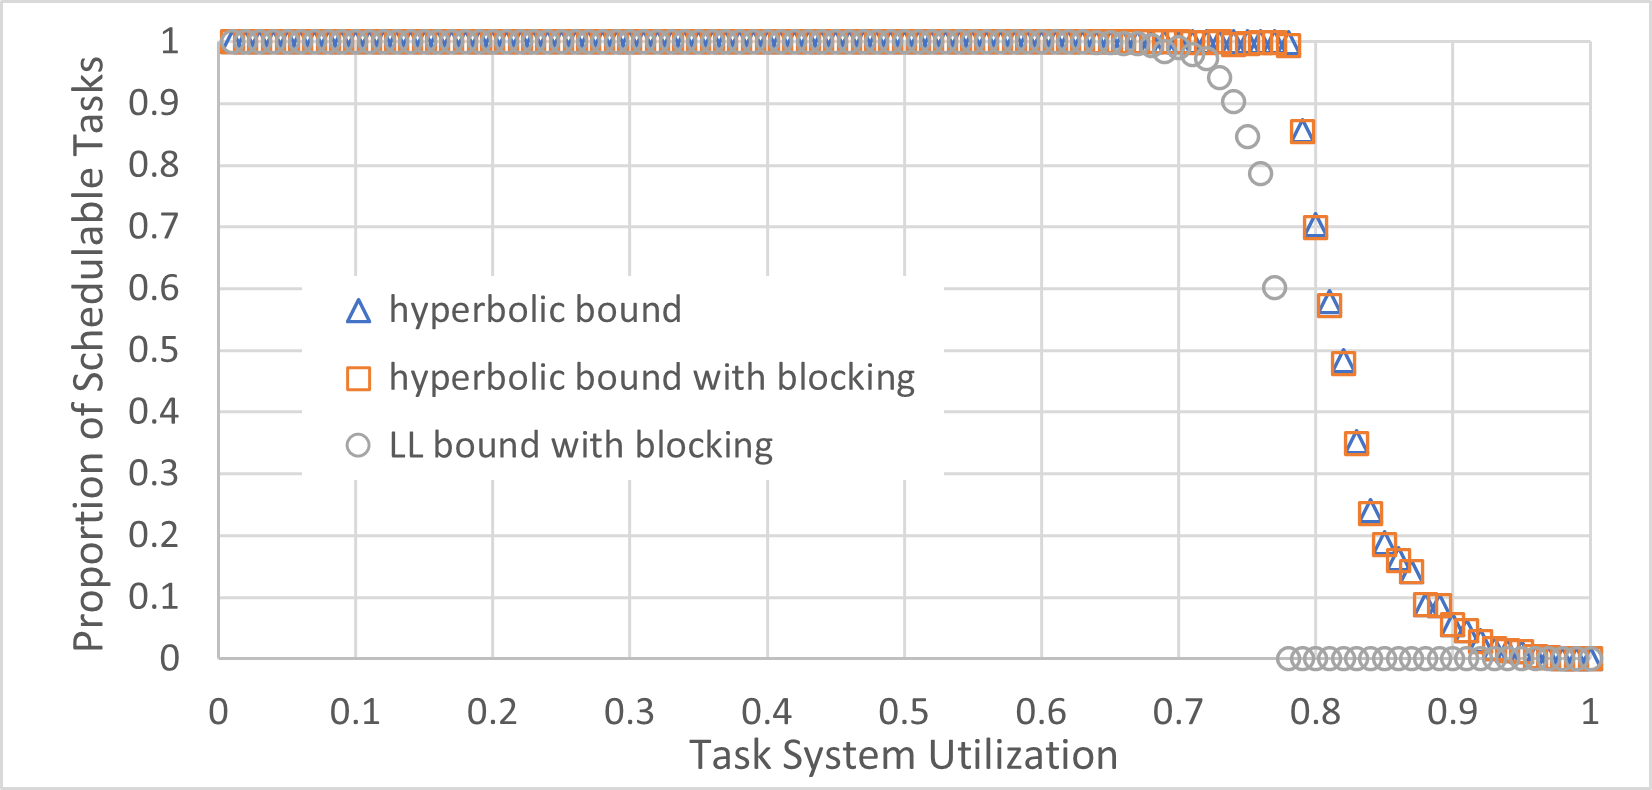 Proportion of Schedulable Tasks
1
0.9
0.8
0.7
0.6
0.5
0.4
0.3
0.2
0.1
0
hyperbolic bound
hyperbolic bound with blocking
LL bound with blocking
0 0.1 0.2 0.3 0.4 0.5 0.6 0.7 0.8 0.9 1
Task System Utilization